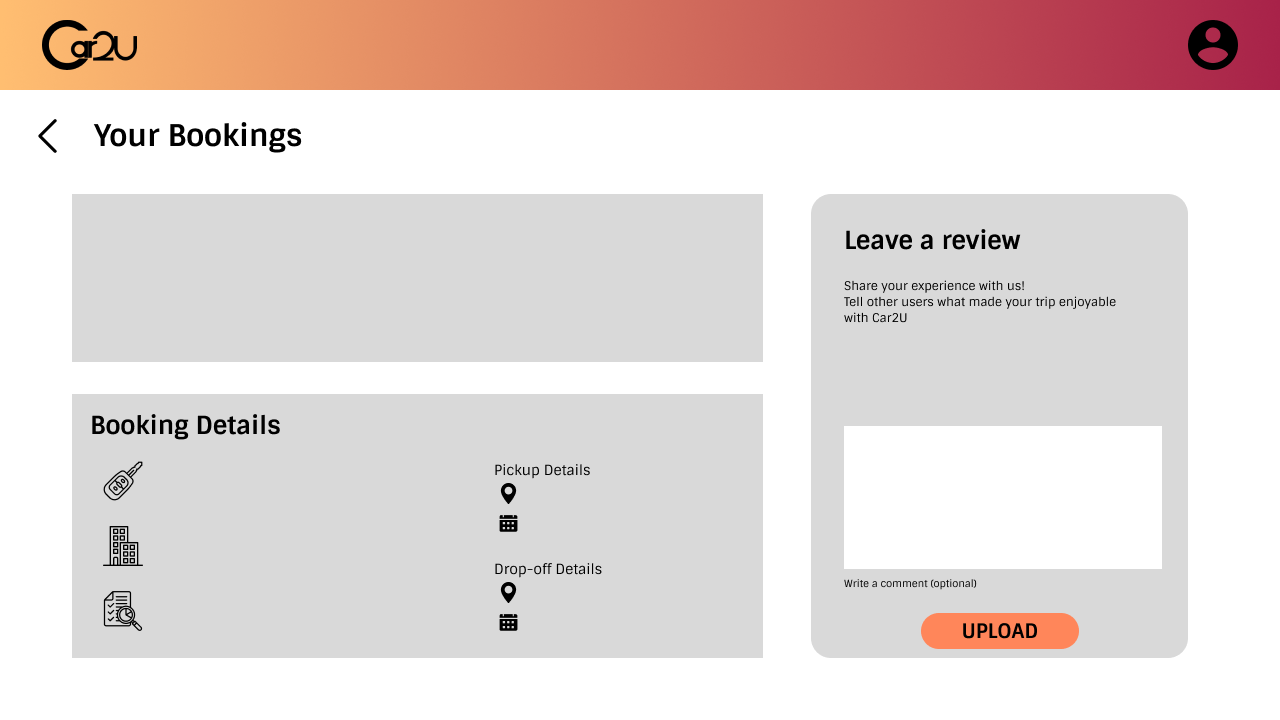 Car2U
Your Bookings
Booking Details
Pickup Details
Drop-off Details
Leave a review
Share your experience with us!
Tell other users what made your trip enjoyable
with Car2U
Write a comment (optional)
UPLOAD